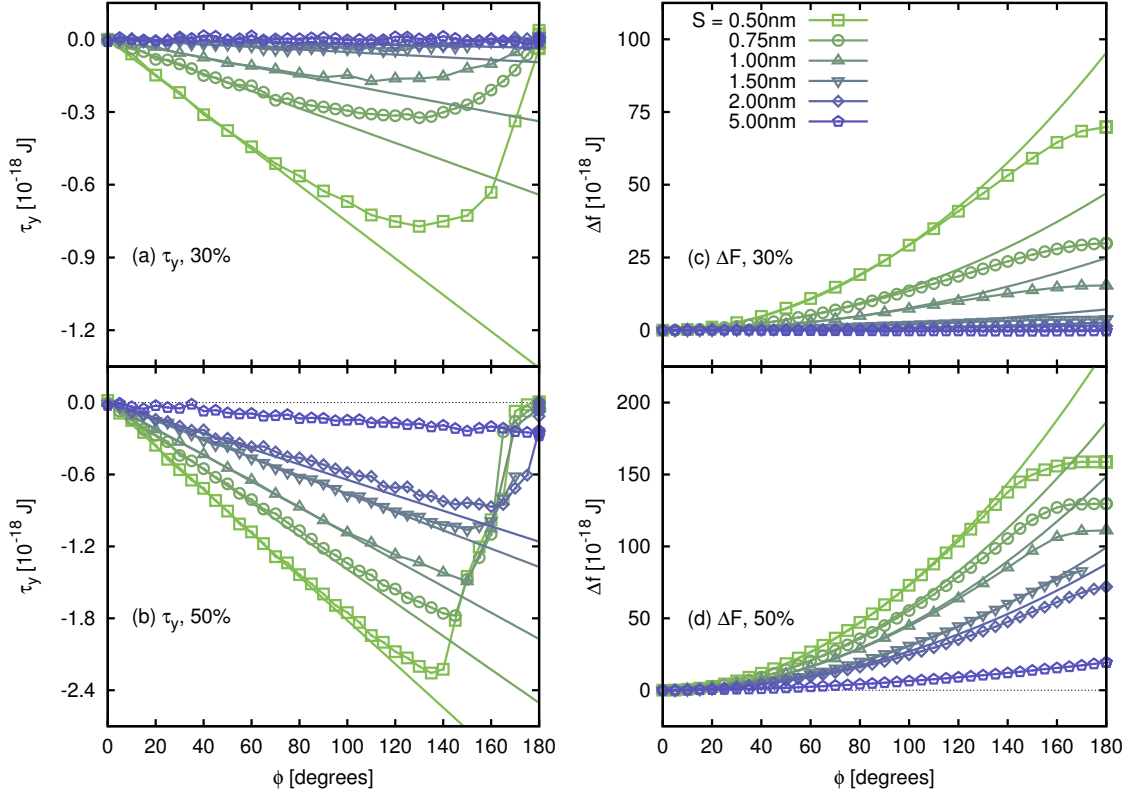 0.0
-0.3
-0.6
-0.9
-1.2
τy [10-18 J]
(a) τy, 30%
100
75
50
25
0
Δf [10-18 J]
(c) ΔF, 30%
S = 0.50nm
0.75nm
1.00nm
1.50nm
2.00nm
5.00nm
0.0
-0.6
-1.2
-1.8
-2.4
τy [10-18 J]
(b) τy, 50%
0 20 40 60 80 100 120 140 160 180
ϕ [degrees]
200
150
100
50
0
Δf [10-18 J]
(d) ΔF, 50%
0 20 40 60 80 100 120 140 160 180
ϕ [degrees]